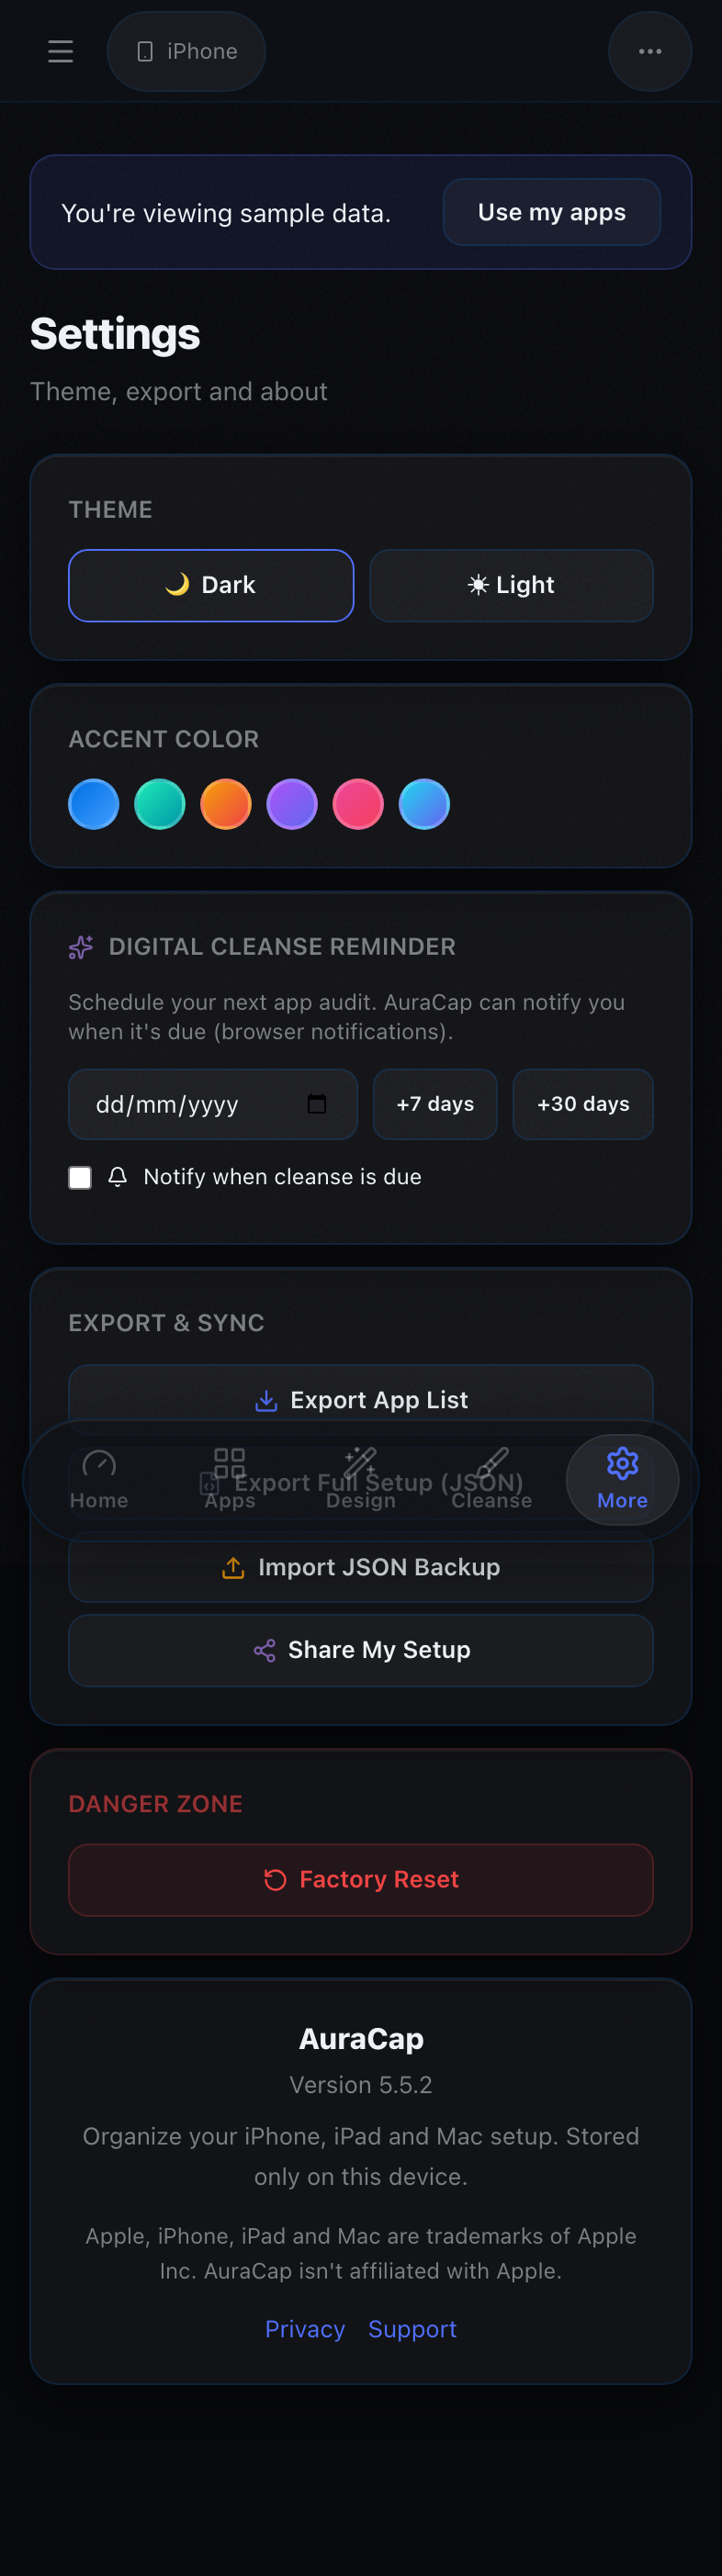 iPhone
You're viewing sample data.
Use my apps
Settings
Theme, export and about
THEME
🌙 Dark
☀ Light
ACCENT COLOR
DIGITAL CLEANSE REMINDER
Schedule your next app audit. AuraCap can notify you
when it's due (browser notifications).
dd/mm/yyyy
+7 days
+30 days
Notify when cleanse is due
EXPORT & SYNC
Export App List
Export Full Setup (JSON)
Home
Apps
Design
Cleanse
More
Import JSON Backup
Share My Setup
DANGER ZONE
Factory Reset
AuraCap
Version 5.5.2
Organize your iPhone, iPad and Mac setup. Stored
only on this device.
Apple, iPhone, iPad and Mac are trademarks of Apple
Inc. AuraCap isn't affiliated with Apple.
Privacy
Support